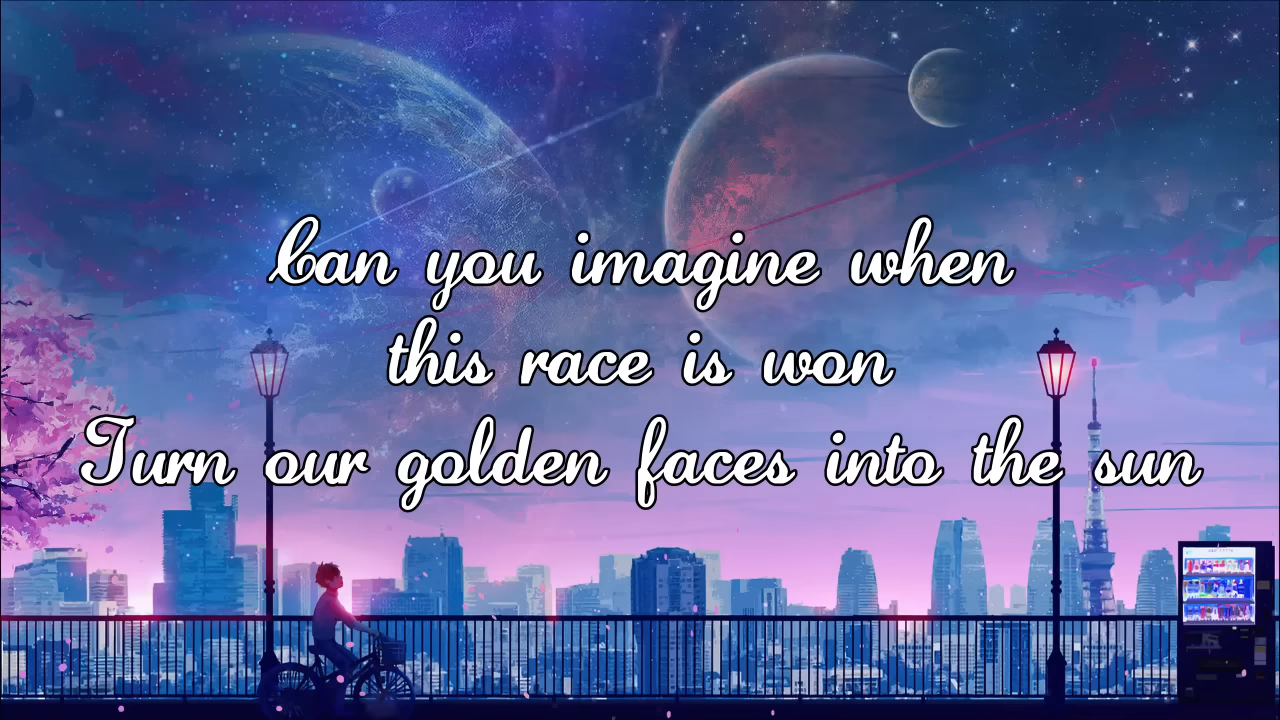 Can you imagine when
this race is won
Turn our golden faces into the sun